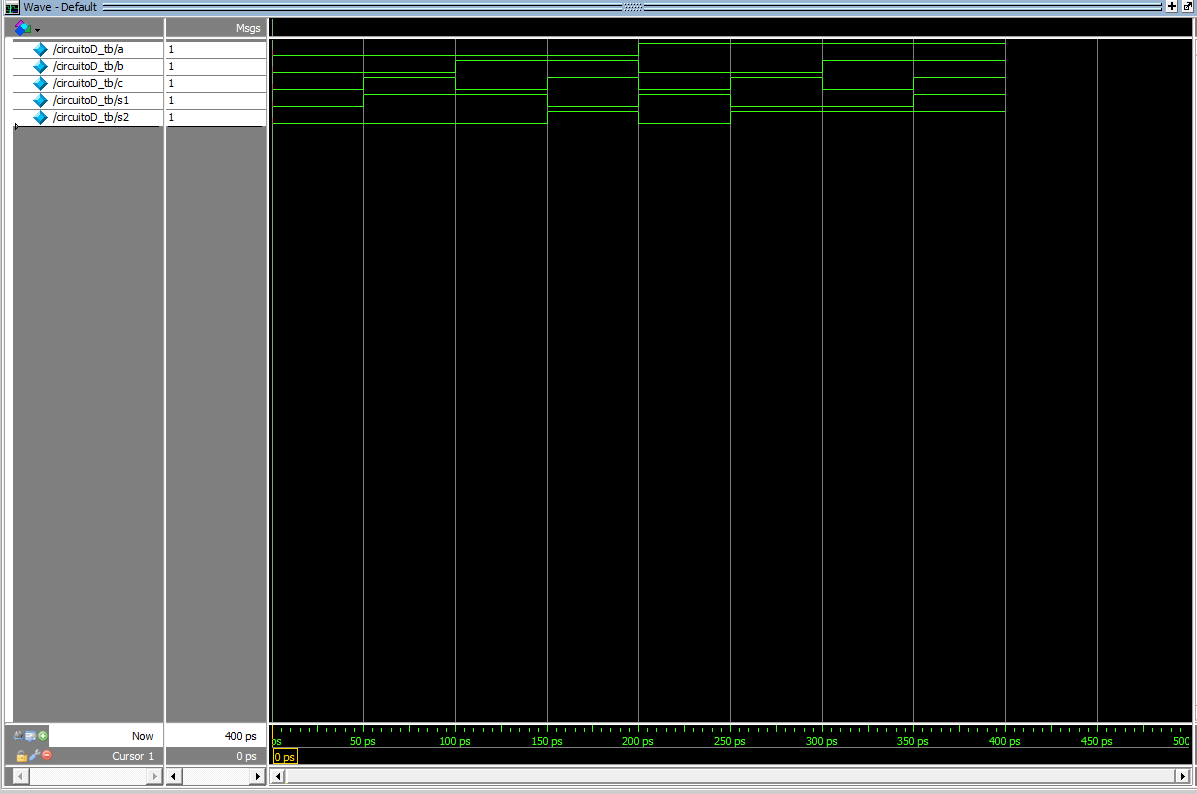 Wave - Default
Msgs
/circuitoD_tb/a 1
/circuitoD_tb/b 1
/circuitoD_tb/c 1
/circuitoD_tb/s1 1
/circuitoD_tb/s2 1
Now 400 ps ps 50 ps 100 ps 150 ps 200 ps 250 ps 300 ps 350 ps 400 ps 450 ps 500
Cursor 1 0 ps 0 ps